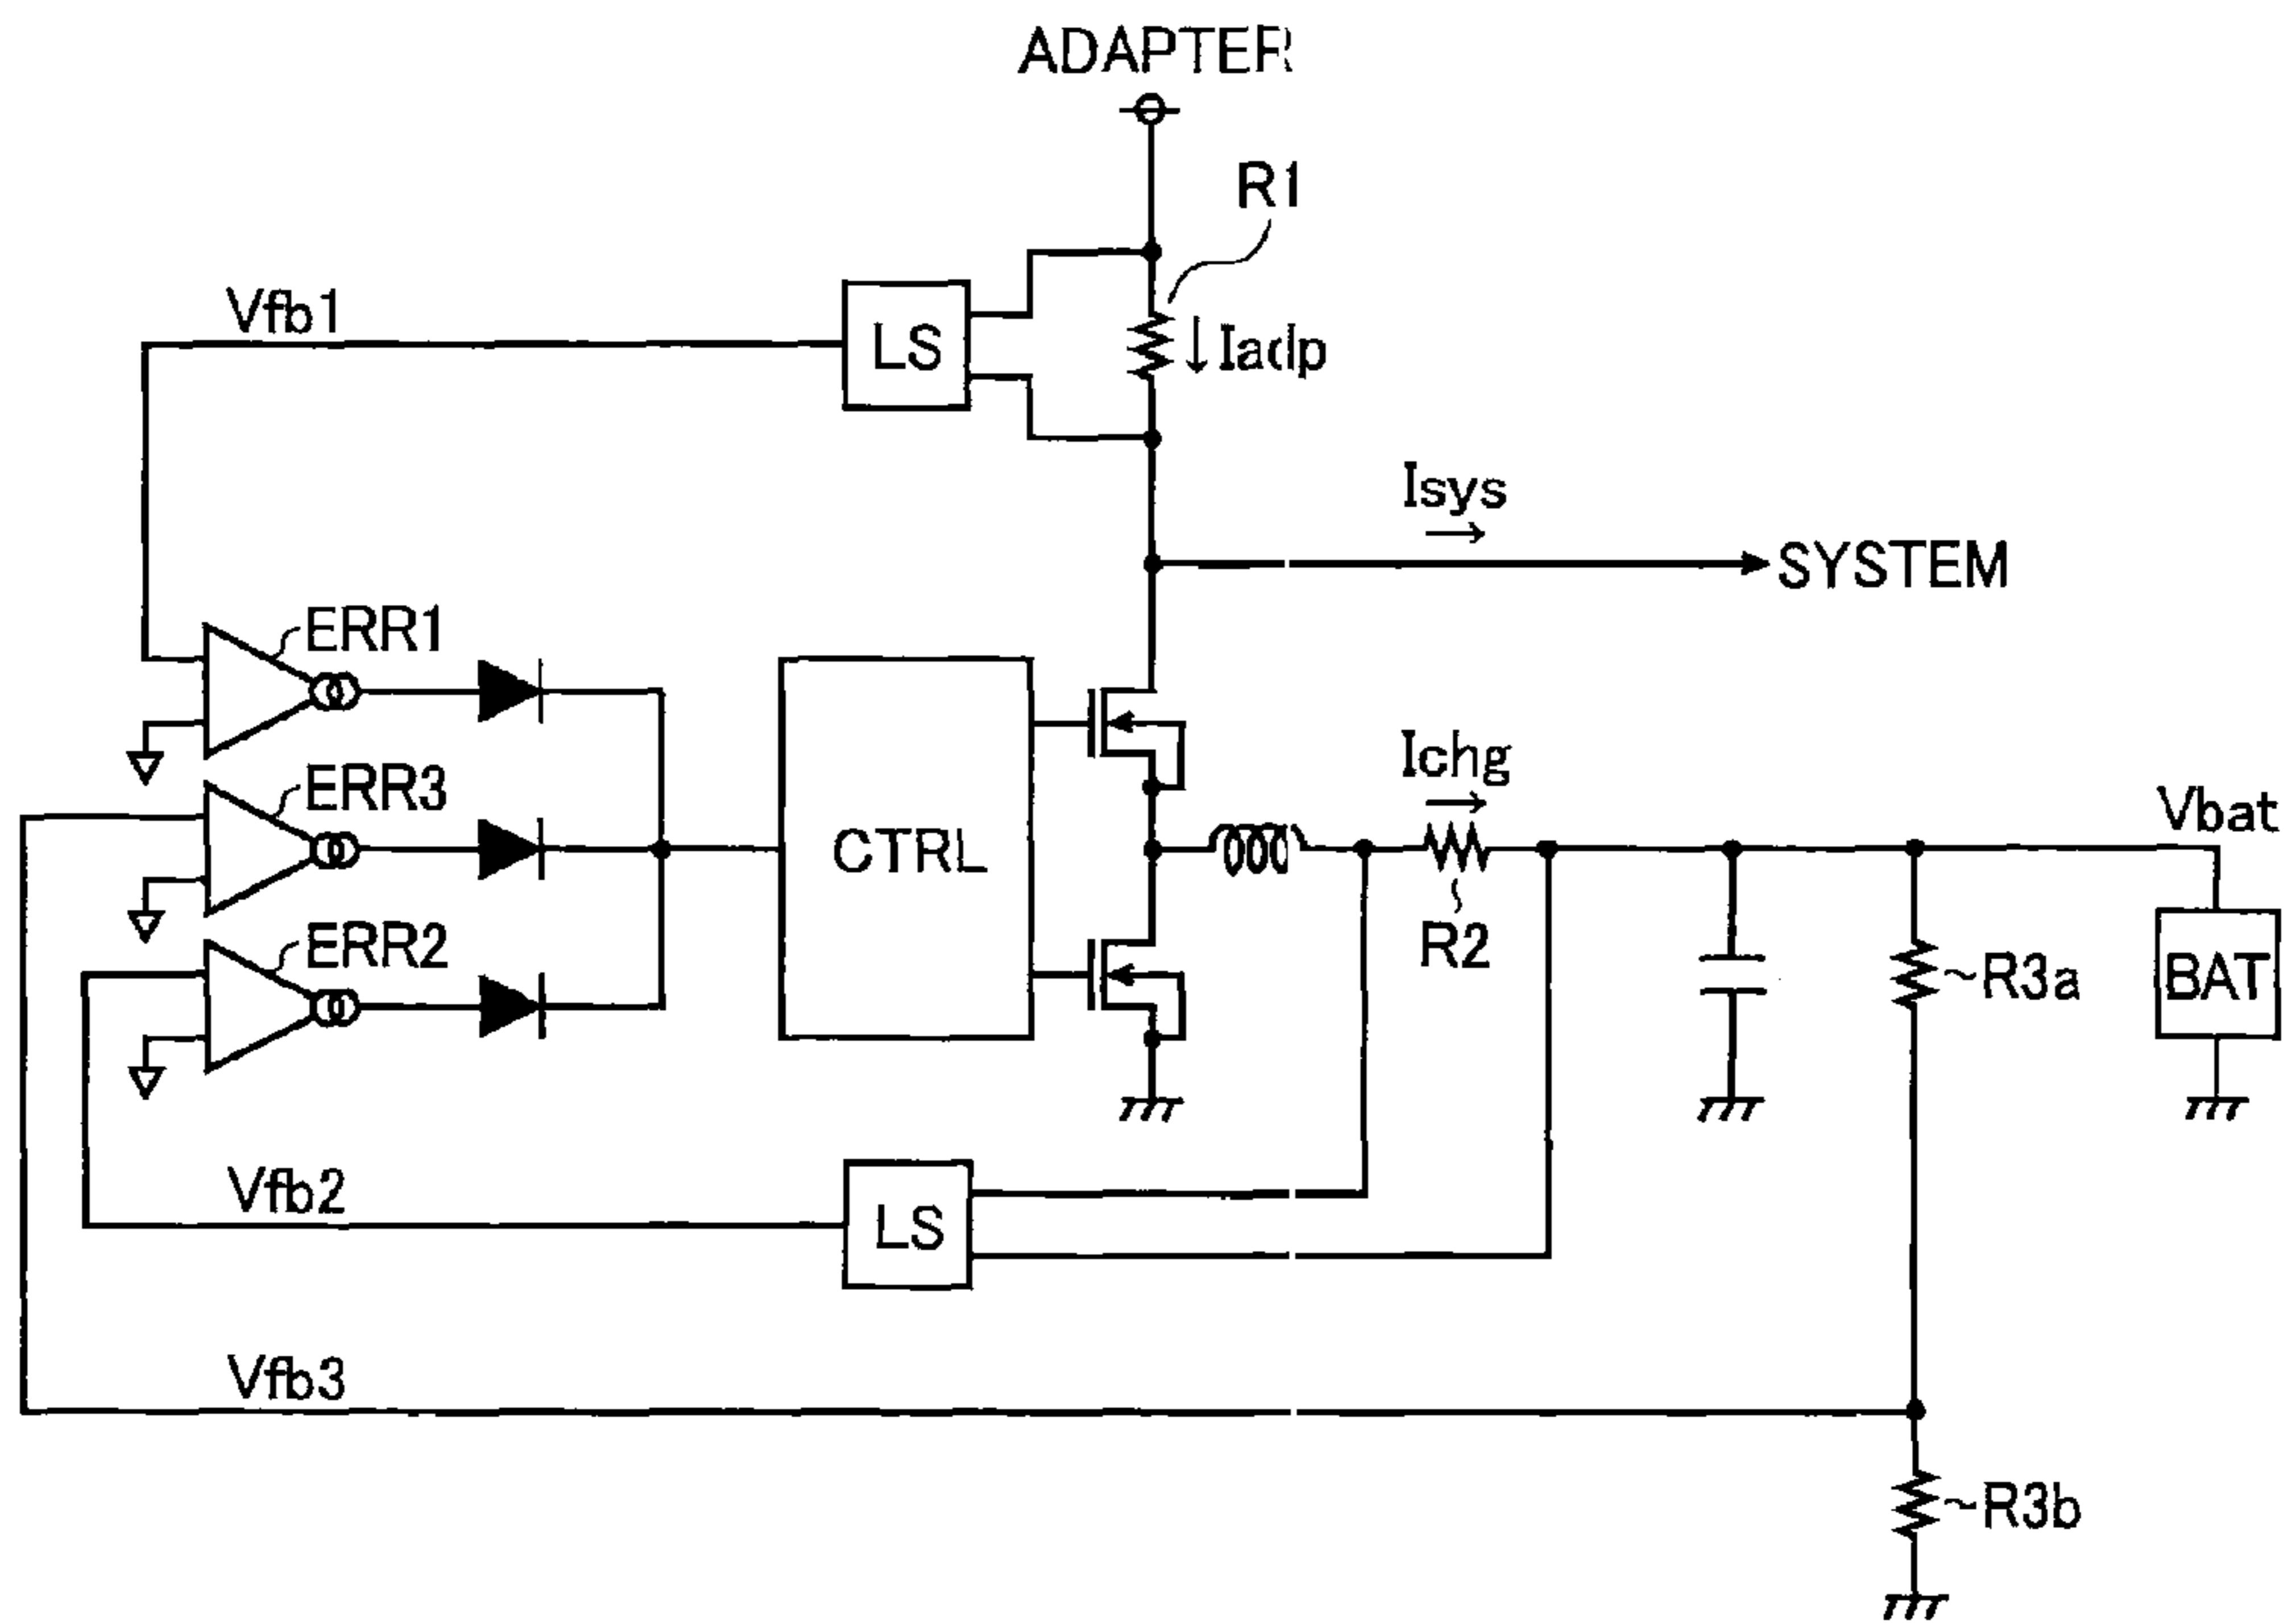 ADAPTER
R1
Vfb1
LS
Iadp
Isys
SYSTEM
ERR1
ERR3
ERR2
CTRL
Ichg
R2
Vbat
BAT
R3a
Vfb2
LS
Vfb3
R3b